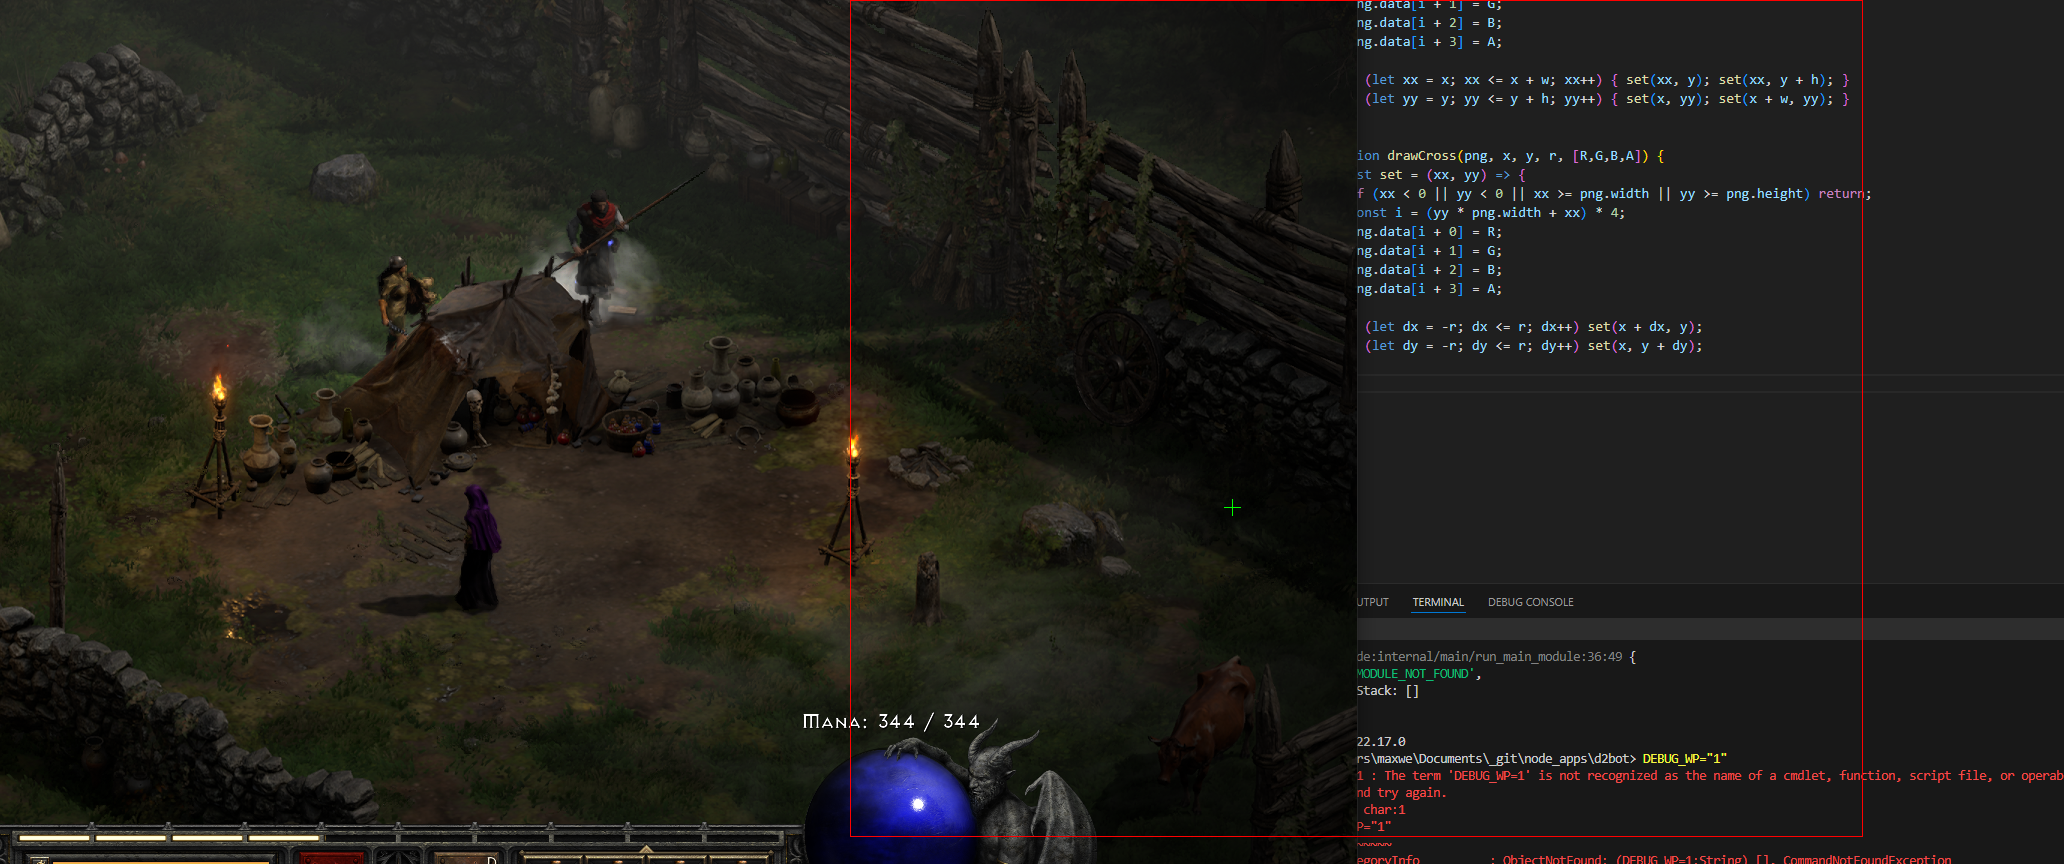 ng.data[i + 1] = G;
ng.data[i + 2] = B;
ng.data[i + 3] = A;
(let xx = x; xx <= x + w; xx++) { set(xx, y); set(xx, y + h); }
(let yy = y; yy <= y + h; yy++) { set(x, yy); set(x + w, yy); }
ion drawCross(png, x, y, r, [R,G,B,A]) {
st set = (xx, yy) => {
f (xx < 0 || yy < 0 || xx >= png.width || yy >= png.height) return;
onst i = (yy * png.width + xx) * 4;
ng.data[i + 0] = R;
ng.data[i + 1] = G;
ng.data[i + 2] = B;
ng.data[i + 3] = A;
(let dx = -r; dx <= r; dx++) set(x + dx, y);
(let dy = -r; dy <= r; dy++) set(x, y + dy);
UTPUT TERMINAL DEBUG CONSOLE
de:internal/main/run_main_module:36:49 {
MODULE_NOT_FOUND',
Stack: []
22.17.0
rs\maxwe\Documents\_git\node_apps\d2bot> DEBUG_WP="1"
1 : The term 'DEBUG_WP=1' is not recognized as the name of a cmdlet, function, script file, or operab
nd try again.
char:1
P="1"
~~~~~
egoryInfo : ObjectNotFound: (DEBUG_WP=1:String) [], CommandNotFoundException
Mana: 344 / 344